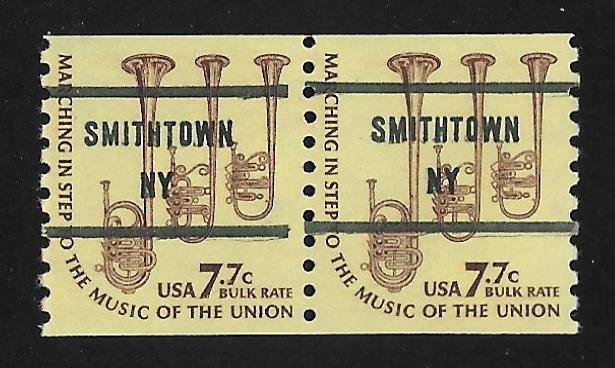 MARCHING IN STEP TO THE MUSIC OF THE UNION
SMITHTOWN
NY
USA 7.7c
BULK RATE
MARCHING IN STEP TO THE MUSIC OF THE UNION
SMITHTOWN
NY
USA 7.7c
BULK RATE